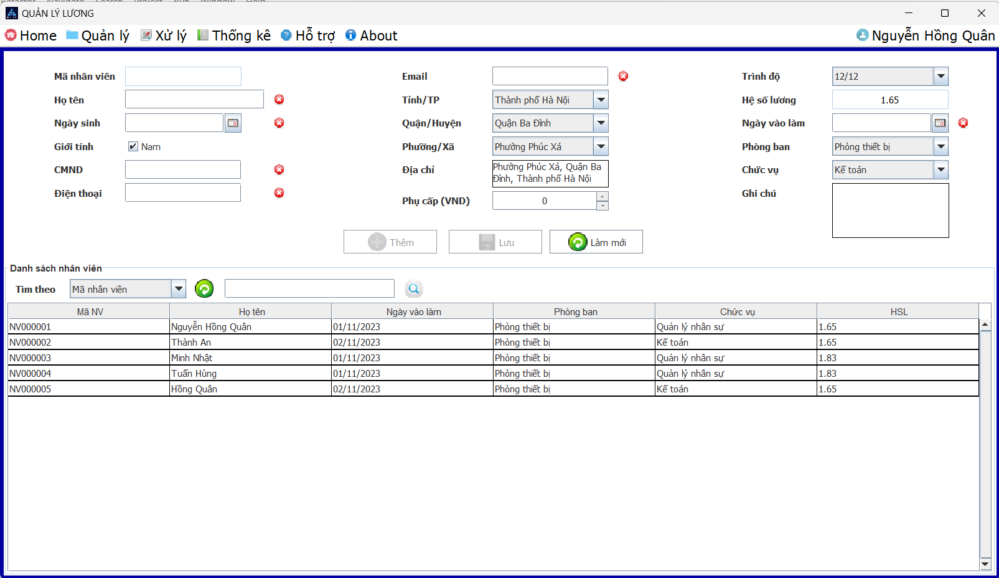 QUẢN LÝ LƯƠNG
Home Quản lý Xử lý Thống kê Hỗ trợ About Nguyễn Hồng Quân
Mã nhân viên
Họ tên
Ngày sinh
Giới tính Nam
CMND
Điện thoại
Email
Tỉnh/TP Thành phố Hà Nội
Quận/Huyện Quận Ba Đình
Phường/Xã Phường Phúc Xá
Địa chỉ Phường Phúc Xá, Quận Ba
Đình, Thành phố Hà Nội
Phụ cấp (VND) 0
Trình độ 12/12
Hệ số lương 1.65
Ngày vào làm
Phòng ban Phòng thiết bị
Chức vụ Kế toán
Ghi chú
Thêm Lưu Làm mới
Danh sách nhân viên
Tìm theo Mã nhân viên
Mã NV Họ tên Ngày vào làm Phòng ban Chức vụ HSL
NV000001 Nguyễn Hồng Quân 01/11/2023 Phòng thiết bị Quản lý nhân sự 1.65
NV000002 Thành An 02/11/2023 Phòng thiết bị Kế toán 1.65
NV000003 Minh Nhật 01/11/2023 Phòng thiết bị Quản lý nhân sự 1.83
NV000004 Tuấn Hùng 01/11/2023 Phòng thiết bị Quản lý nhân sự 1.83
NV000005 Hồng Quân 02/11/2023 Phòng thiết bị Kế toán 1.65